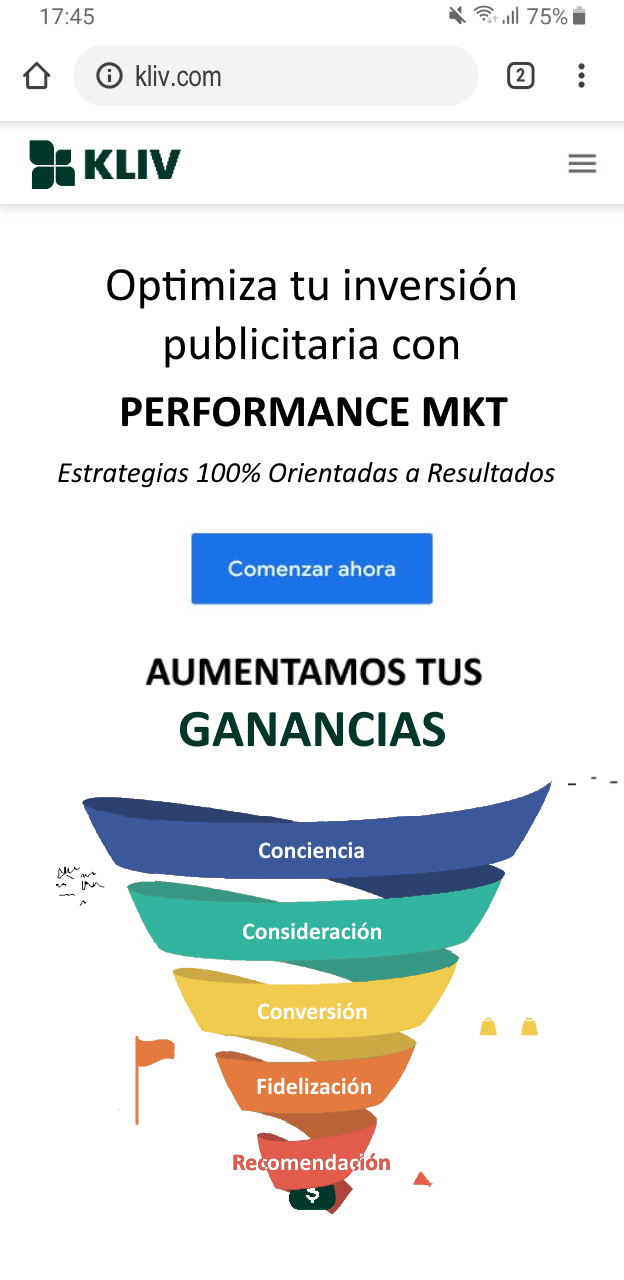 17:45
75%
kliv.com
2
KLIV
Optimiza tu inversión
publicitaria con
PERFORMANCE MKT
Estrategias 100% Orientadas a Resultados
Comenzar ahora
AUMENTAMOS TUS
GANANCIAS
Conciencia
Consideración
Conversión
Fidelización
Recomendación
$